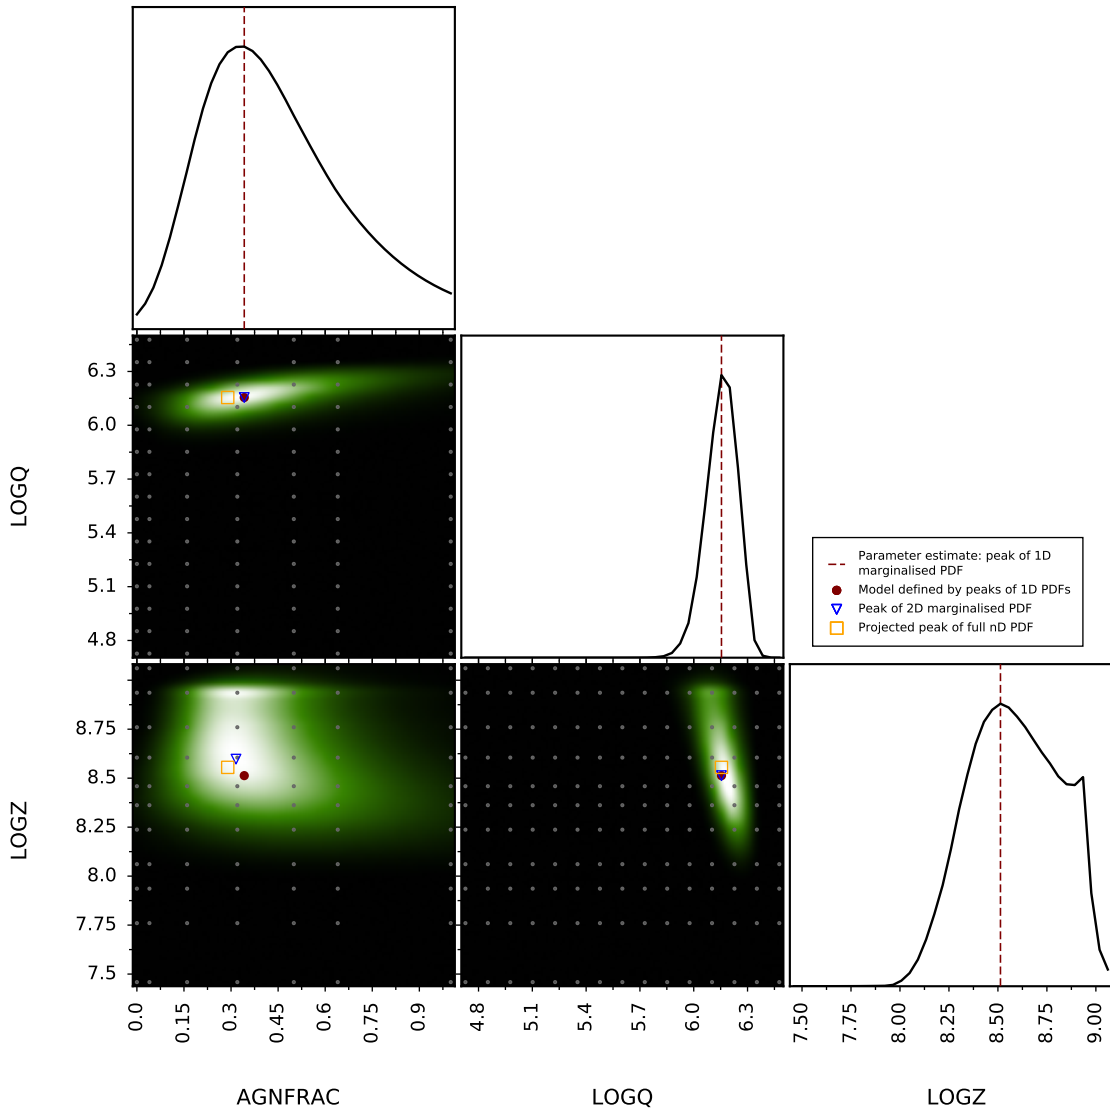 6.3
6.0
5.7
5.4
5.1
4.8
LOGQ
Parameter estimate: peak of 1D
marginalised PDF
Model defined by peaks of 1D PDFs
Peak of 2D marginalised PDF
Projected peak of full nD PDF
8.75
8.5
8.25
8.0
7.75
7.5
LOGZ
0.0 0.15 0.3 0.45 0.6 0.75 0.9
4.8 5.1 5.4 5.7 6.0 6.3
7.50 7.75 8.00 8.25 8.50 8.75 9.00
AGNFRAC
LOGQ
LOGZ